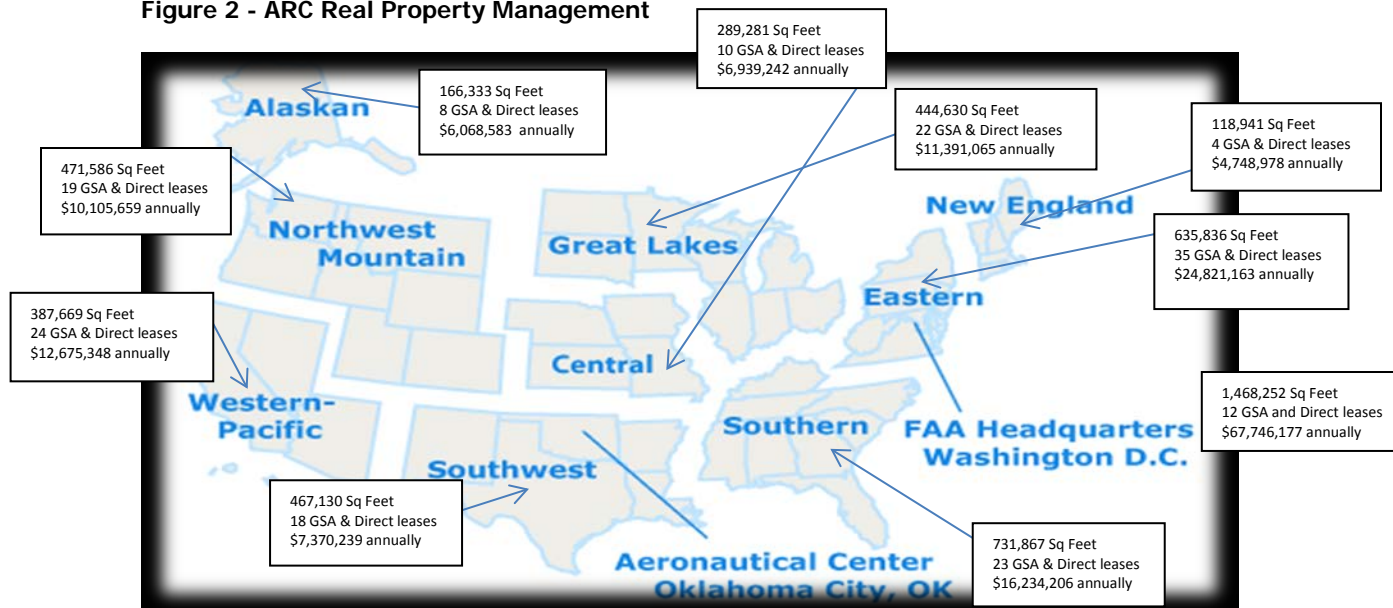 Figure 2 - ARC Real Property Management
289,281 Sq Feet
10 GSA & Direct leases
$6,939,242 annually
166,333 Sq Feet
8 GSA & Direct leases
$6,068,583 annually
444,630 Sq Feet
22 GSA & Direct leases
$11,391,065 annually
118,941 Sq Feet
4 GSA & Direct leases
$4,748,978 annually
Alaskan
471,586 Sq Feet
19 GSA & Direct leases
$10,105,659 annually
New England
Northwest
Mountain
Great Lakes
635,836 Sq Feet
35 GSA & Direct leases
$24,821,163 annually
Eastern
387,669 Sq Feet
24 GSA & Direct leases
$12,675,348 annually
Central
1,468,252 Sq Feet
12 GSA and Direct leases
$67,746,177 annually
Western-
Pacific
Southern
FAA Headquarters
Washington D.C.
Southwest
467,130 Sq Feet
18 GSA & Direct leases
$7,370,239 annually
731,867 Sq Feet
23 GSA & Direct leases
$16,234,206 annually
Aeronautical Center
Oklahoma City, OK